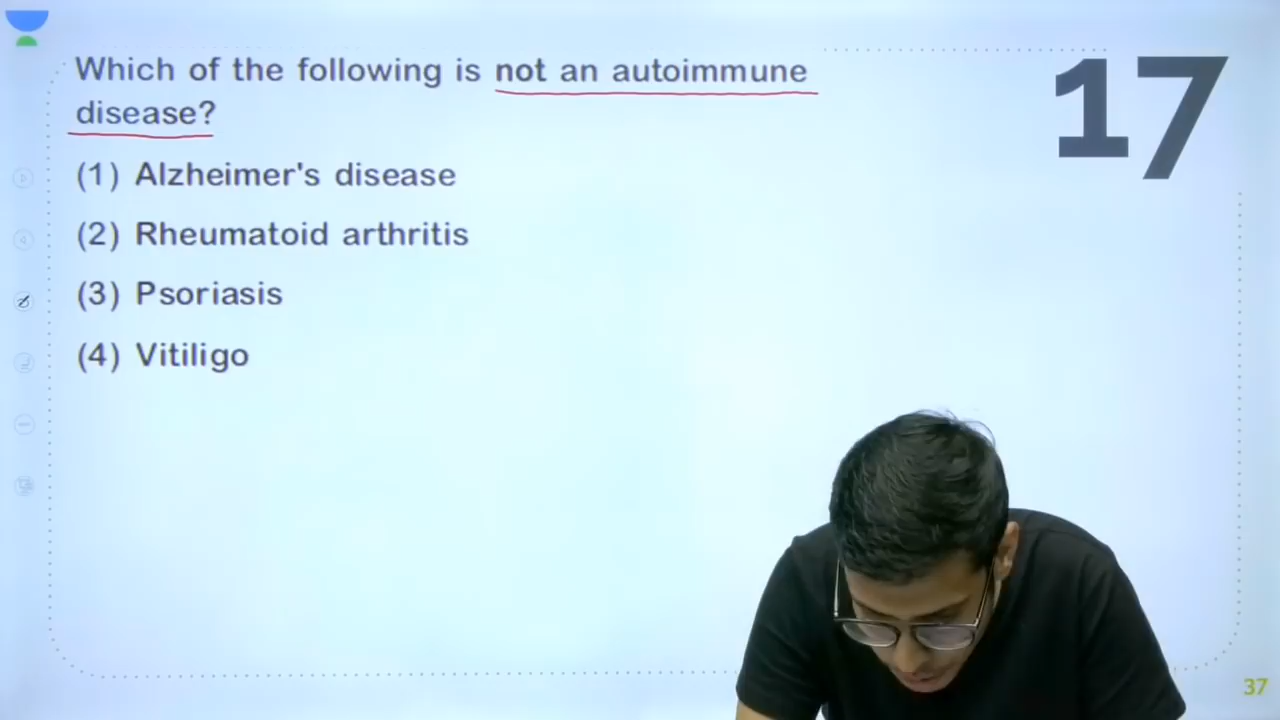 Which of the following is not an autoimmune
disease?
17
(1) Alzheimer's disease
(2) Rheumatoid arthritis
(3) Psoriasis
(4) Vitiligo
37